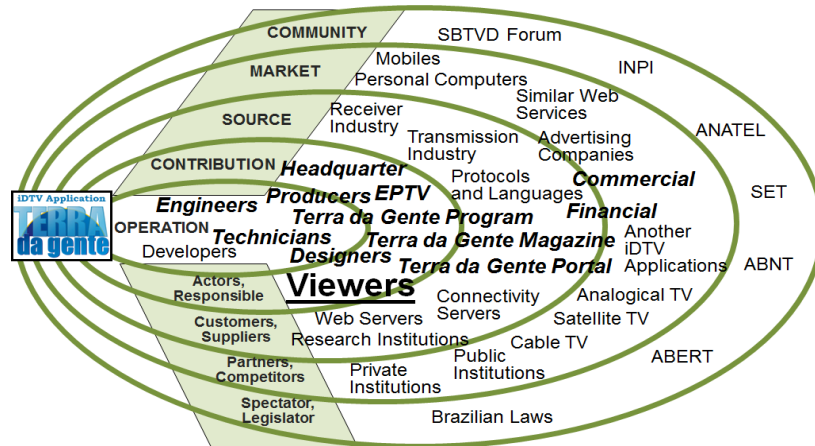 COMMUNITY
SBTVD Forum
INPI
MARKET
Mobiles
Personal Computers
Similar Web
Services
SOURCE
Receiver
Industry
Transmission
Industry
Advertising
Companies
ANATEL
CONTRIBUTION
Headquarter
Protocols
and Languages
Commercial
SET
iDTV Application
TERRA
da gente
Engineers
Producers
EPTV
Financial
OPERATION
Terra da Gente Program
Technicians
Terra da Gente Magazine
Another
iDTV
Applications
Developers
Designers
Terra da Gente Portal
ABNT
Actors,
Responsible
Viewers
Connectivity
Servers
Analogical TV
Customers,
Suppliers
Web Servers
Satellite TV
Research Institutions
Cable TV
Partners,
Competitors
Private
Institutions
Public
Institutions
ABERT
Spectator,
Legislator
Brazilian Laws